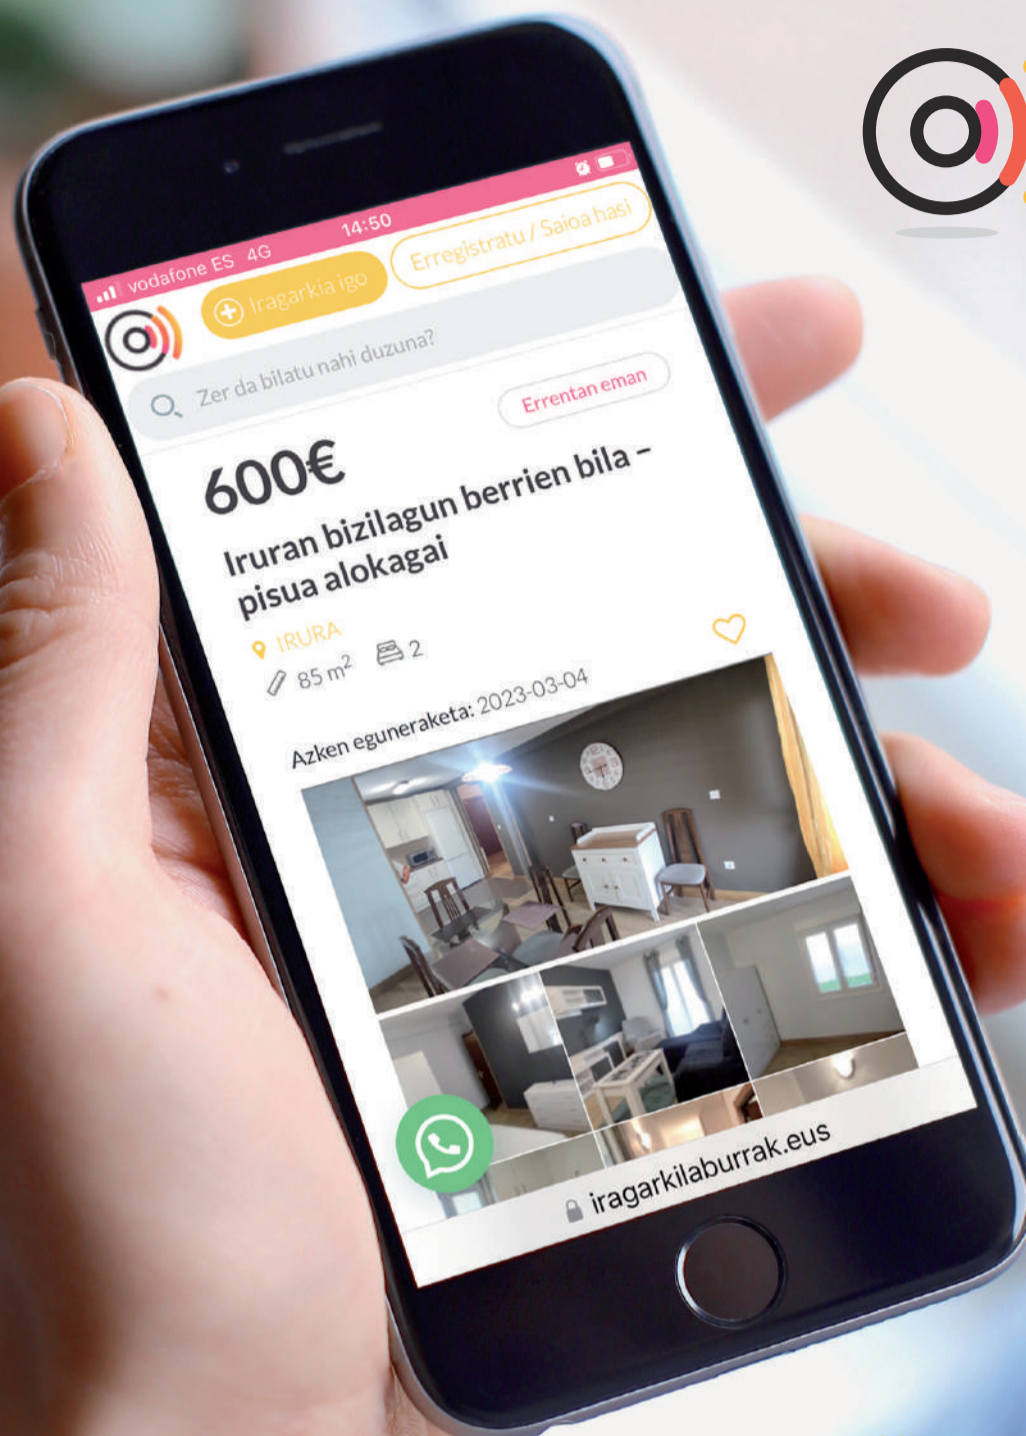 vodafone ES 4G 14:50
Iragarkia igo
Erregistratu / Saioa hasi
Zer da bilatu nahi duzuna?
600€
Errentan eman
Iruran bizilagun berrien bila –
pisua alokagai
IRURA
85 m² 2
Azken eguneraketa: 2023-03-04
iragarkilaburrak.eus